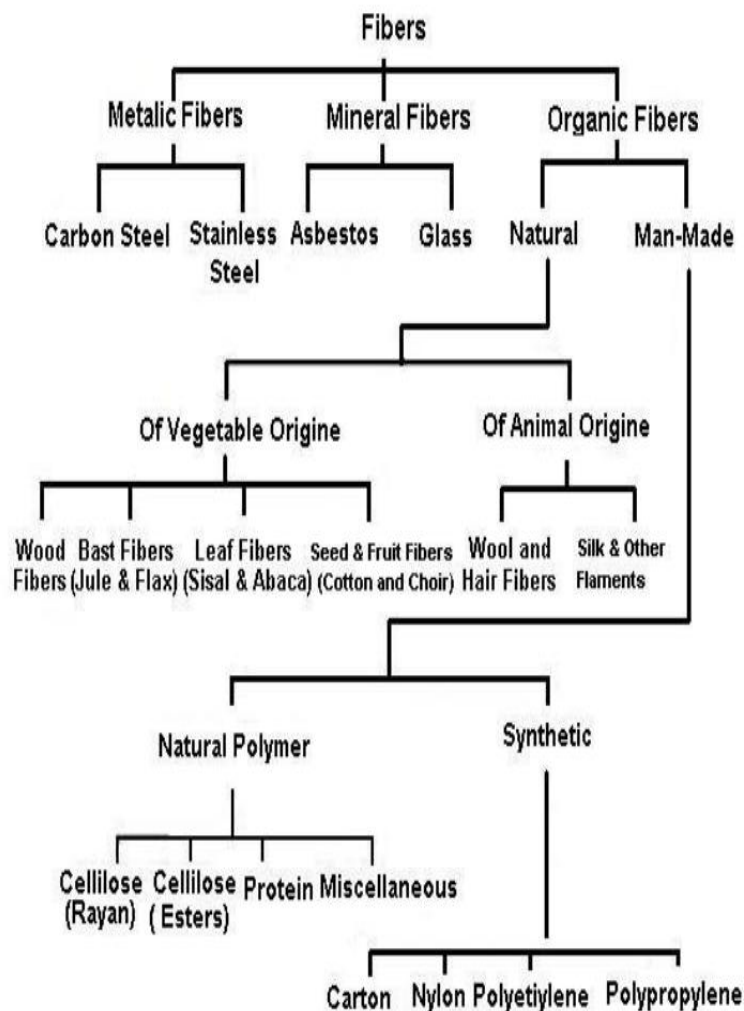 Fibers
Metalic Fibers
Mineral Fibers
Organic Fibers
Carbon Steel
Stainless
Steel
Asbestos
Glass
Natural
Man-Made
Of Vegetable Origine
Of Animal Origine
Wood
Fibers
Bast Fibers
(Jule & Flax)
Leaf Fibers
(Sisal & Abaca)
Seed & Fruit Fibers
(Cotton and Choir)
Wool and
Hair Fibers
Silk & Other
Flaments
Natural Polymer
Synthetic
Cellilose
(Rayan)
Cellilose
( Esters)
Protein
Miscellaneous
Carton
Nylon
Polyetiylene
Polypropylene